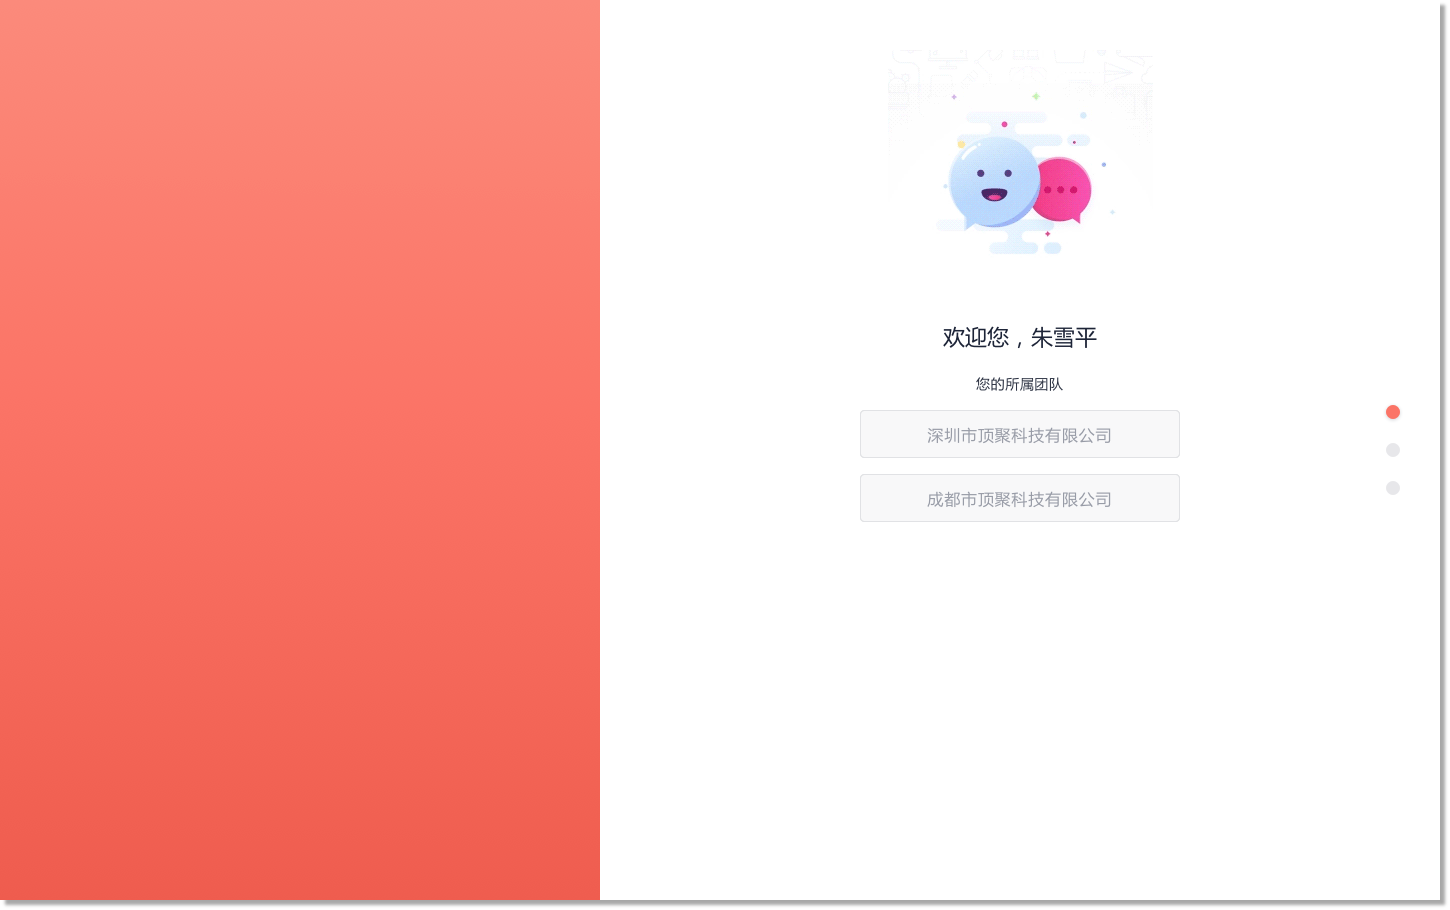 欢迎您，朱雪平
您的所属团队
深圳市顶聚科技有限公司
成都市顶聚科技有限公司